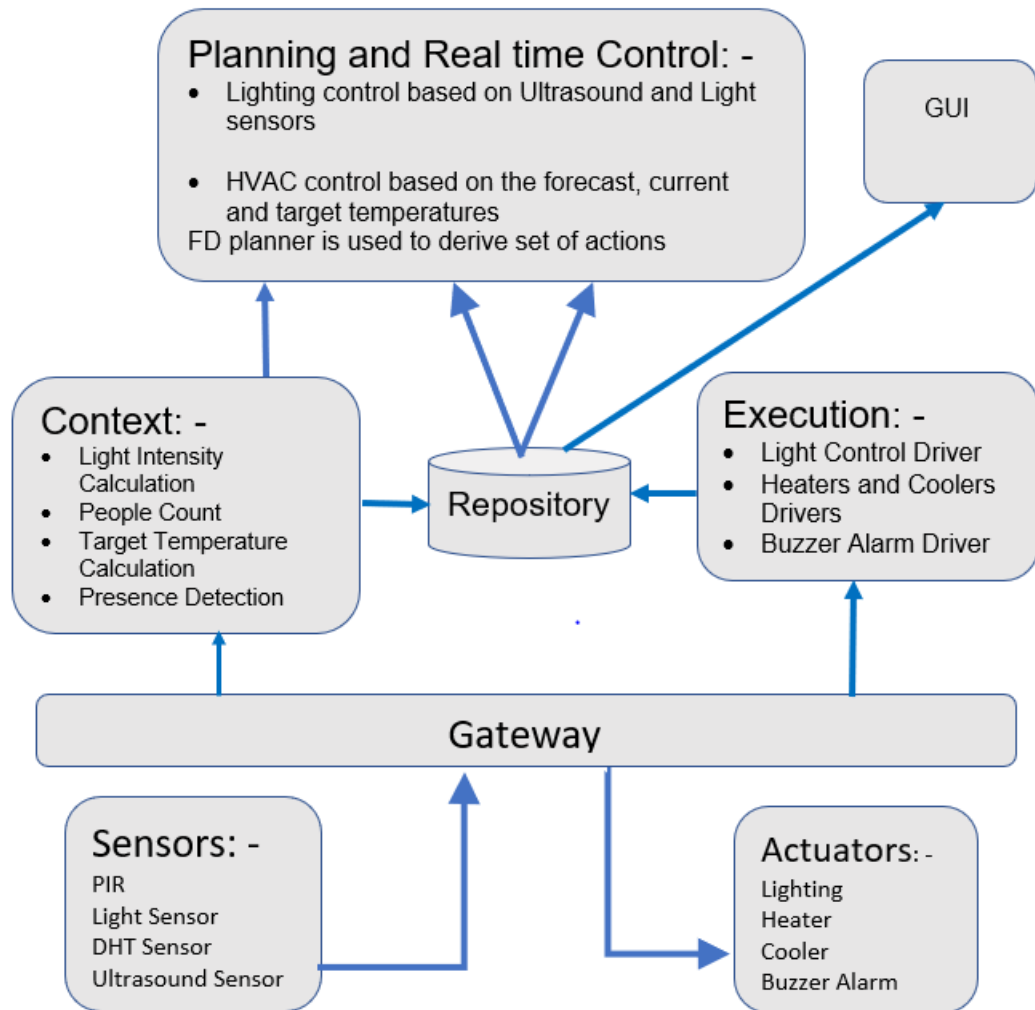 Planning and Real time Control: -
• Lighting control based on Ultrasound and Light
sensors
• HVAC control based on the forecast, current
and target temperatures
FD planner is used to derive set of actions
GUI
Context: -
• Light Intensity
Calculation
• People Count
• Target Temperature
Calculation
• Presence Detection
Repository
Execution: -
• Light Control Driver
• Heaters and Coolers
Drivers
• Buzzer Alarm Driver
Gateway
Sensors: -
PIR
Light Sensor
DHT Sensor
Ultrasound Sensor
Actuators: -
Lighting
Heater
Cooler
Buzzer Alarm